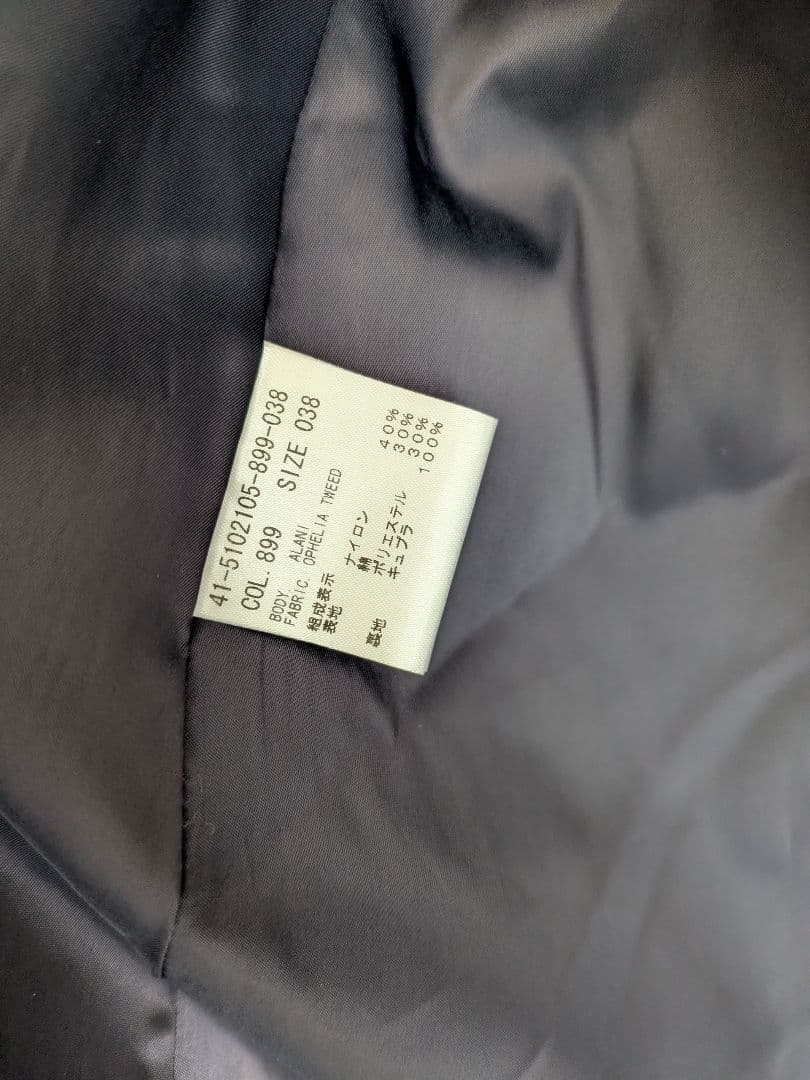 41-5102105-899-038
COL. 899 SIZE 038
BODY ALANI
FABRIC OPHELIA TWEED
組成表示
表地 ナイロン 40%
綿 30%
ポリエステル 30%
裏地 キュプラ 100%